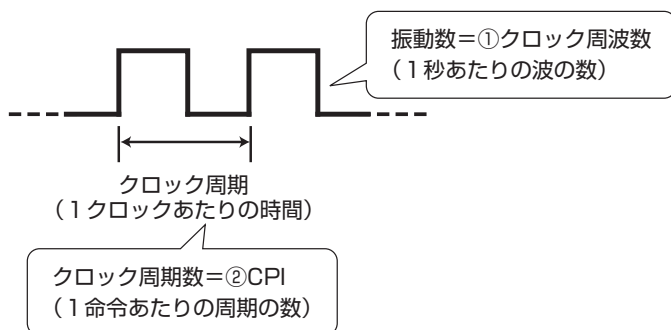 振動数＝①クロック周波数
（１秒あたりの波の数）
クロック周期
（１クロックあたりの時間）
クロック周期数＝②CPI
（１命令あたりの周期の数）